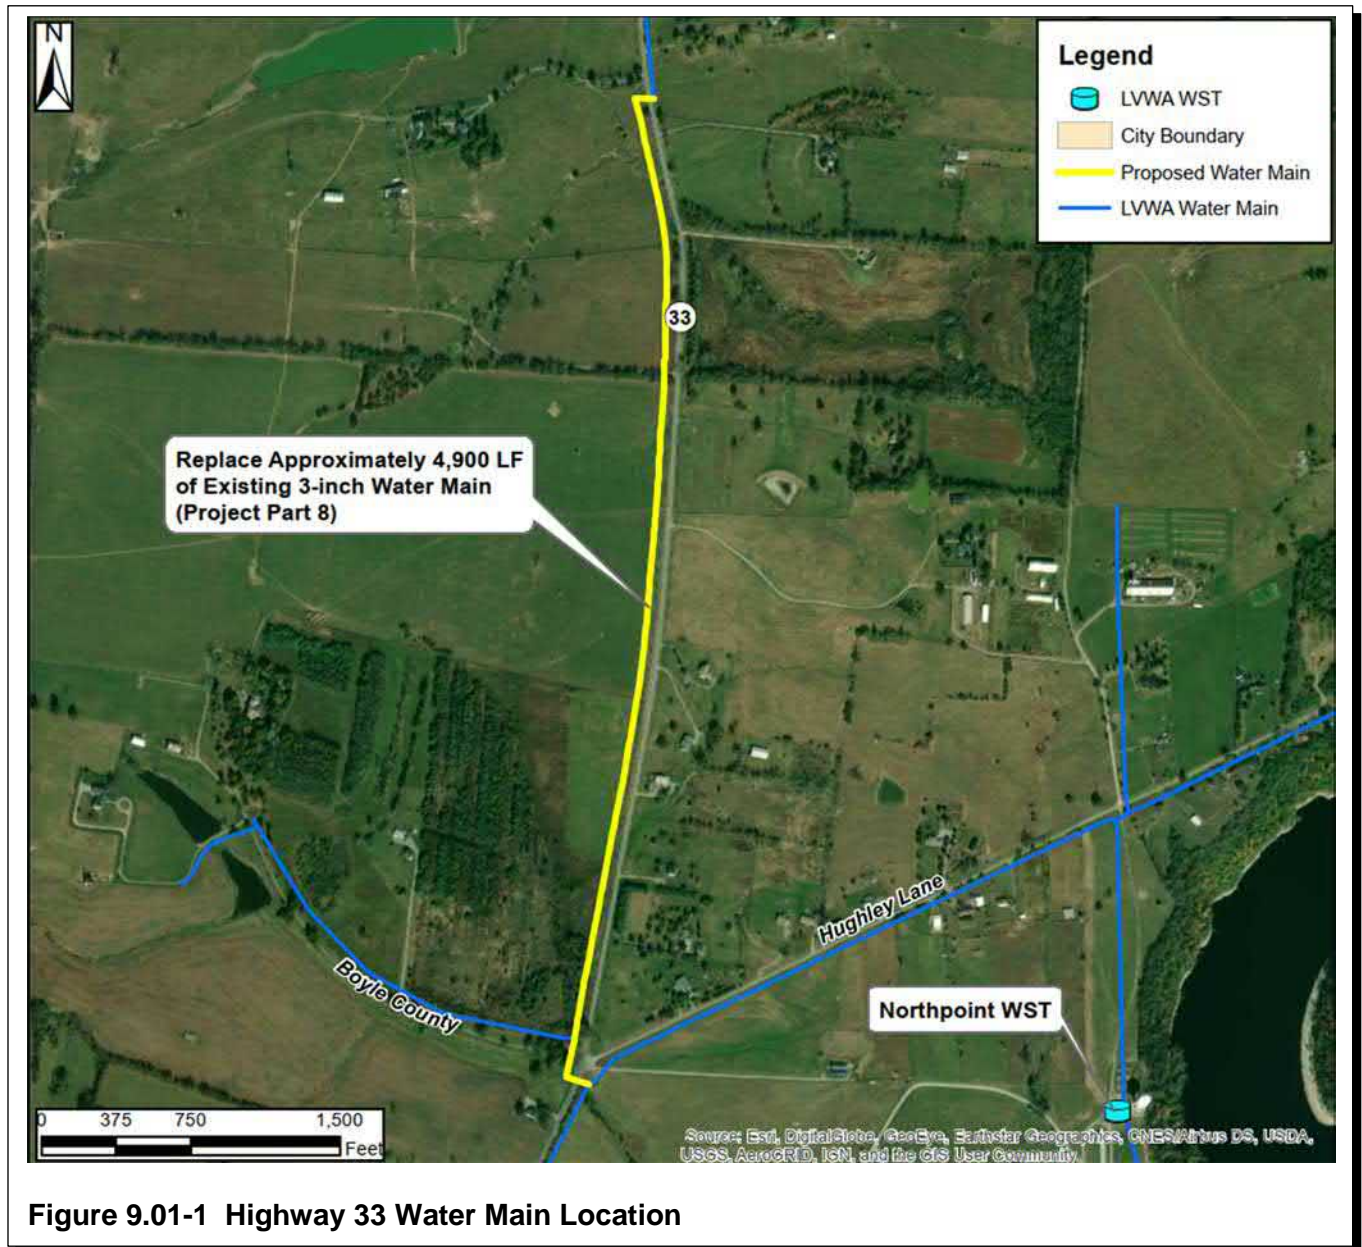 N
Legend
LVWA WST
City Boundary
Proposed Water Main
LVWA Water Main
33
Replace Approximately 4,900 LF
of Existing 3-inch Water Main
(Project Part 8)
Hughley Lane
Boyle County
Northpoint WST
0 375 750 1,500
Feet
Source: Esri, DigitalGlobe, GeoEye, Earthstar Geographics, CNES/Airbus DS, USDA,
USGS, AeroGRID, IGN, and the GIS User Community
Figure 9.01-1 Highway 33 Water Main Location